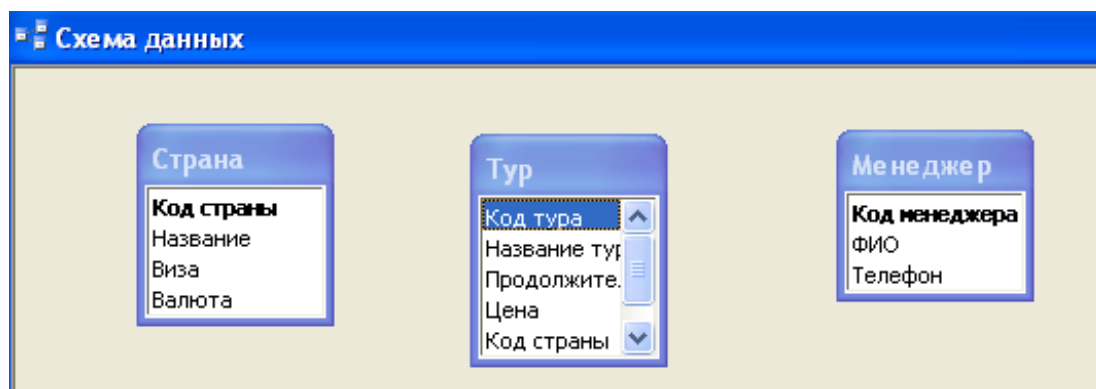 Схема данных
Страна
Код страны
Название
Виза
Валюта
Тур
Код тура
Название тур
Продолжите.
Цена
Код страны
Менеджер
Код менеджера
ФИО
Телефон